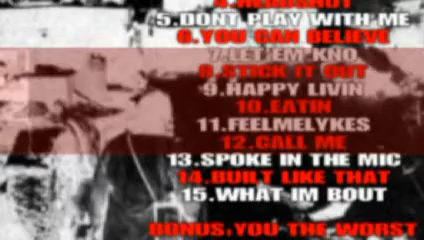 4.HEADSHOT
5.DONT PLAY WITH ME
6.YOU CAN BELIEVE
7.LET EM KNO
8.STICK IT OUT
9.HAPPY LIVIN
10.EATIN
11.FEELMELYKES
12.CALL ME
13.SPOKE IN THE MIC
14.BUILT LIKE THAT
15.WHAT IM BOUT
BONUS:YOU THE WORST